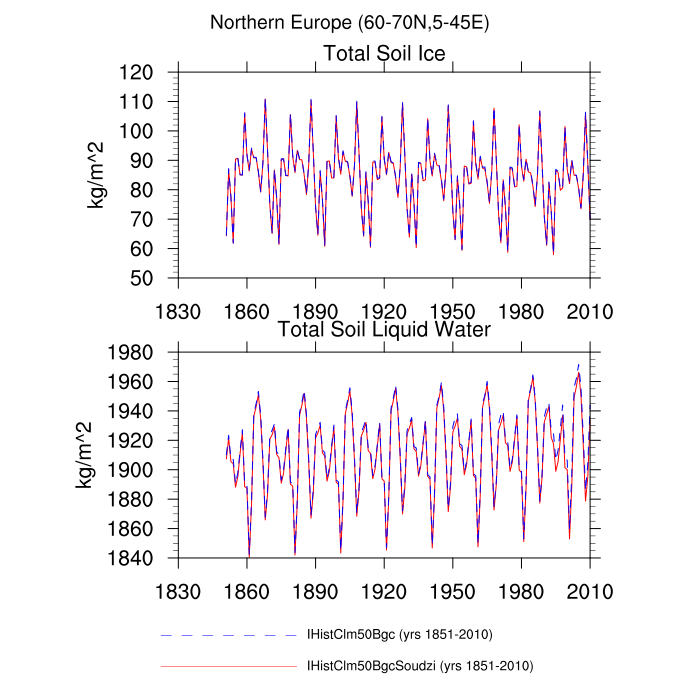 Northern Europe (60-70N,5-45E)
Total Soil Ice
120
110
100
90
80
70
60
50
kg/m^2
1830 1860 1890 1920 1950 1980 2010
Total Soil Liquid Water
1980
1960
1940
1920
1900
1880
1860
1840
kg/m^2
1830 1860 1890 1920 1950 1980 2010
IHistClm50Bgc (yrs 1851-2010)
IHistClm50BgcSoudzi (yrs 1851-2010)